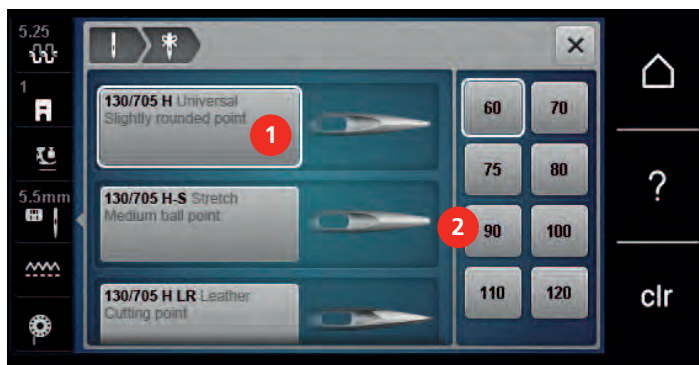 5.25
1
5.5mm
130/705 H Universal
Slightly rounded point
1
130/705 H-S Stretch
Medium ball point
130/705 H LR Leather
Cutting point
60 70
75 80
2
90 100
110 120
?
clr